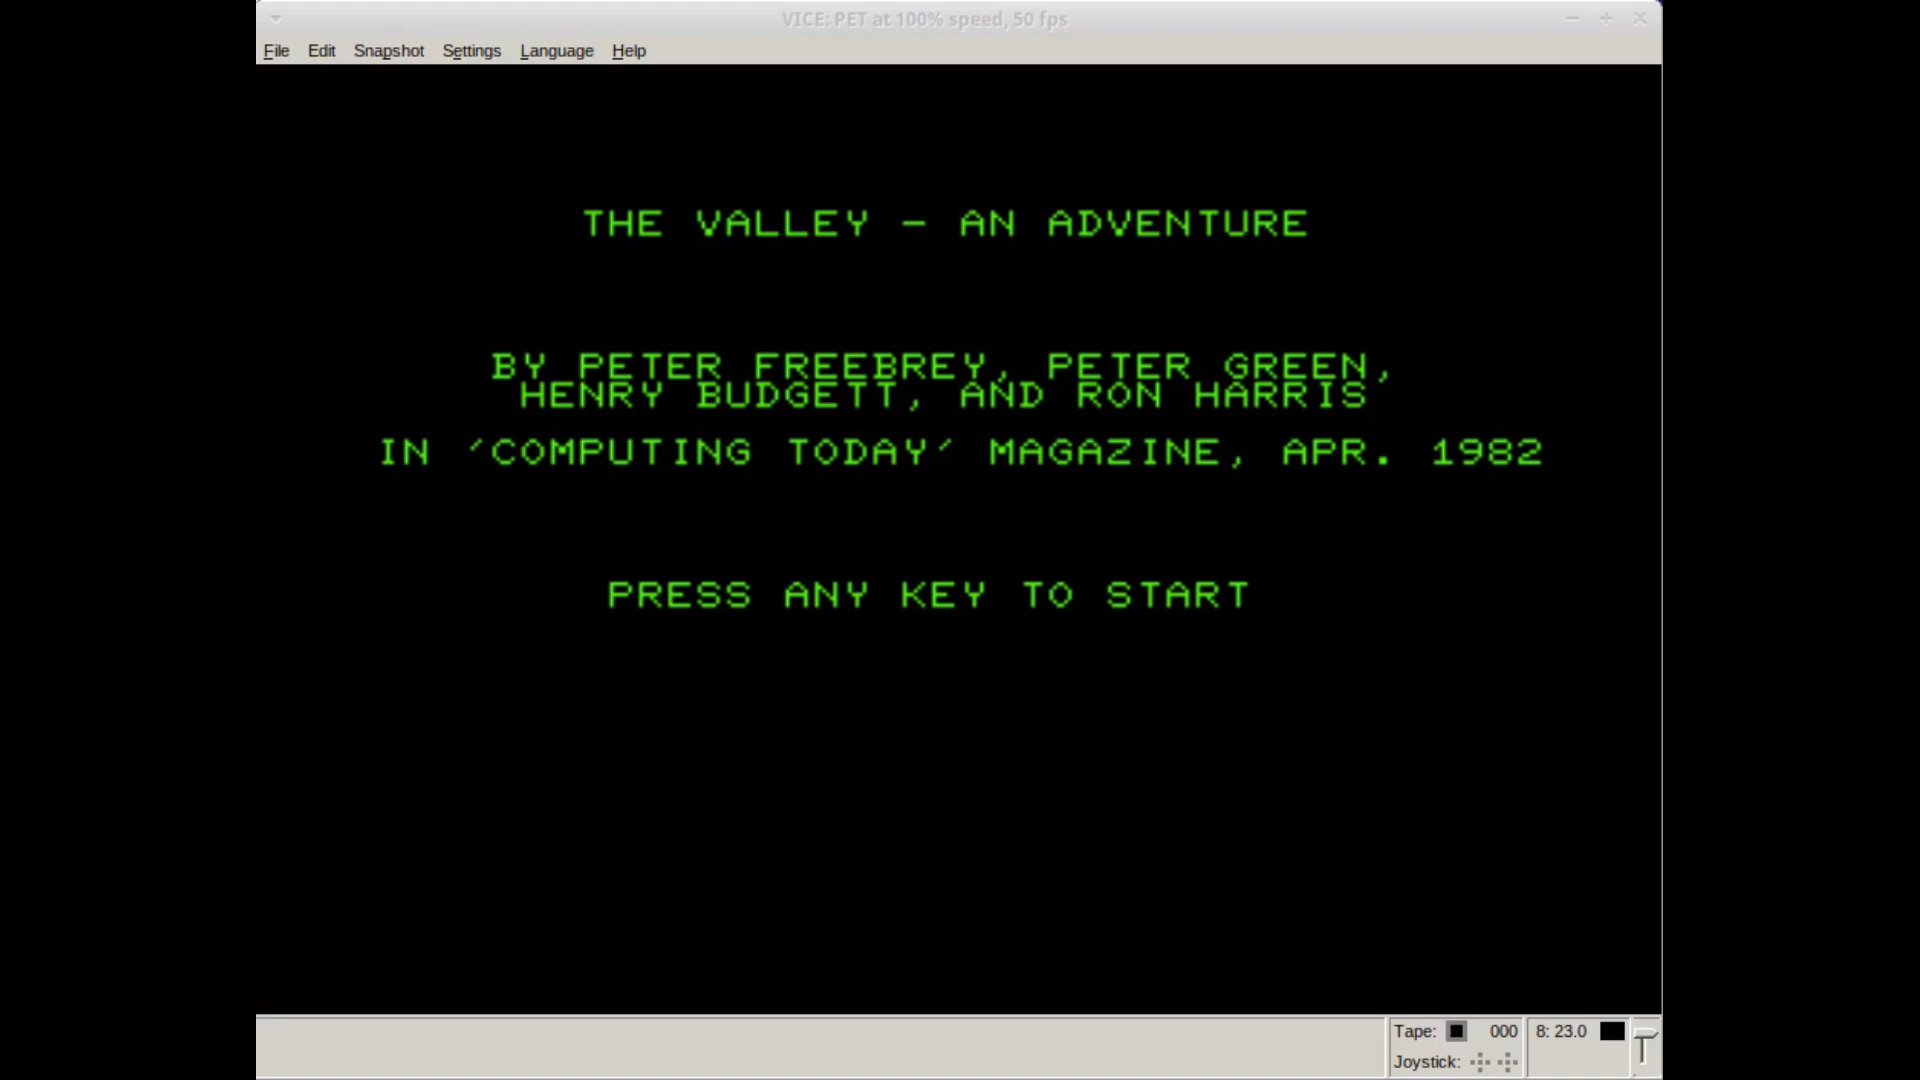 VICE: PET at 100% speed, 50 fps
File Edit Snapshot Settings Language Help
THE VALLEY - AN ADVENTURE
BY PETER FREEBREY, PETER GREEN,
HENRY BUDGETT, AND RON HARRIS
IN 'COMPUTING TODAY' MAGAZINE, APR. 1982
PRESS ANY KEY TO START
Tape: 000 8: 23.0
Joystick: